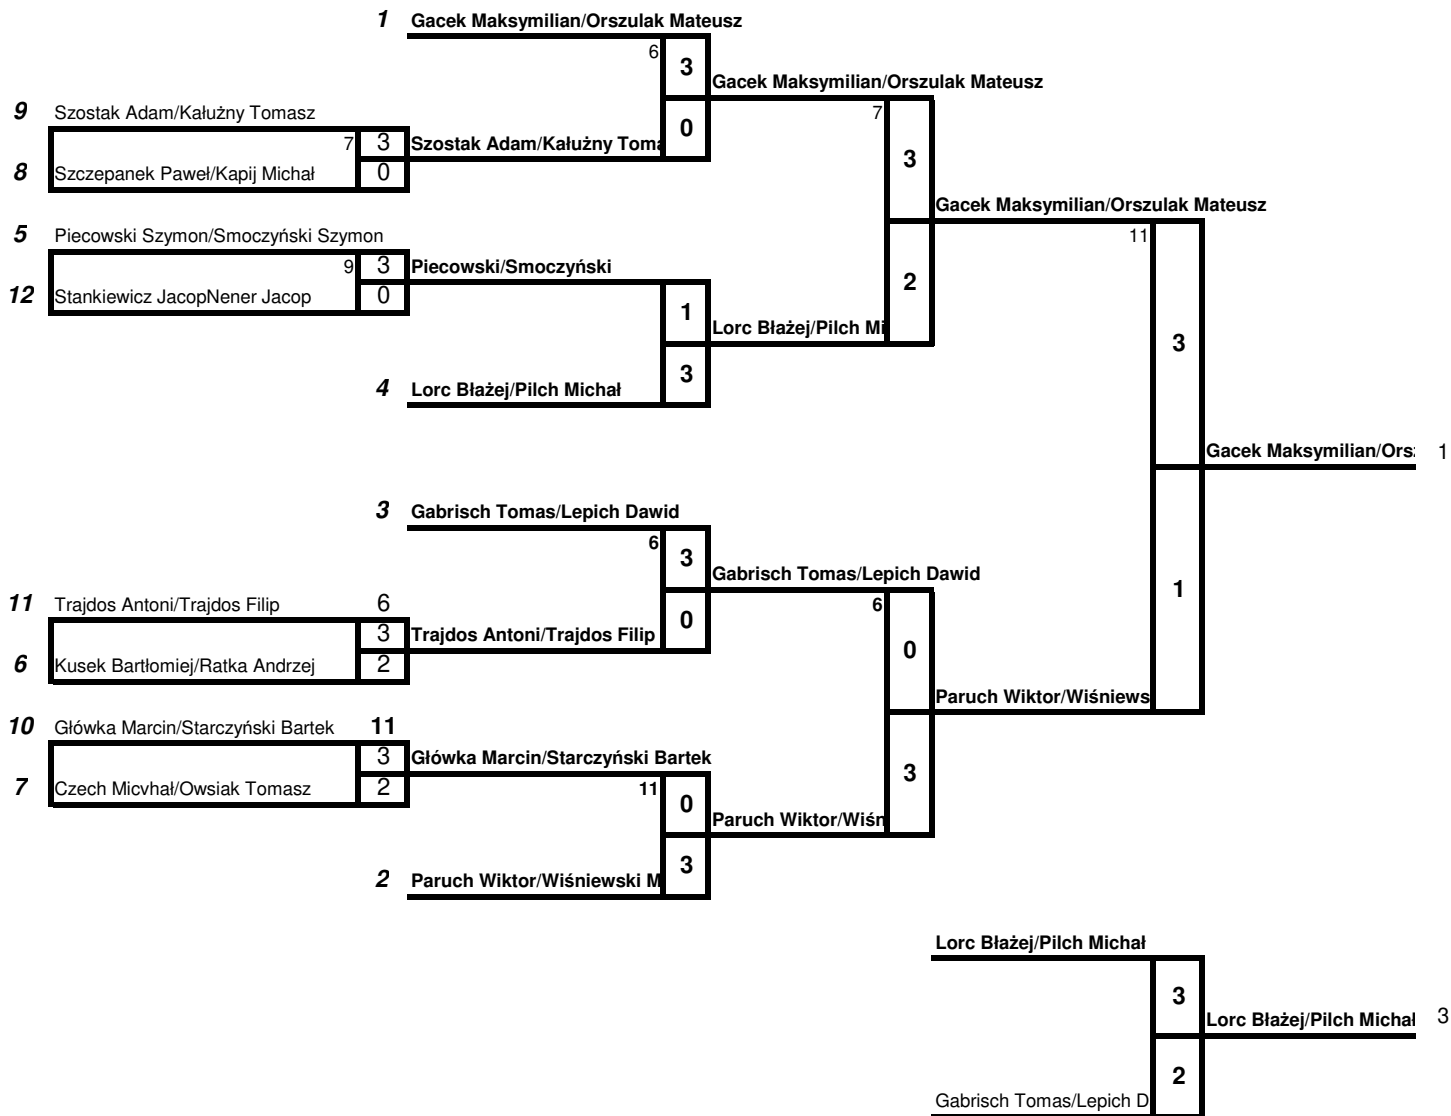 1 Gacek Maksymilian/Orszulak Mateusz
6 3
Gacek Maksymilian/Orszulak Mateusz
9 Szostak Adam/Kałużny Tomasz 7
7 3 Szostak Adam/Kałużny Toma 0
3
8 Szczepanek Paweł/Kapij Michał 0
Gacek Maksymilian/Orszulak Mateusz
5 Piecowski Szymon/Smoczyński Szymon 11
9 3 Piecowski/Smoczyński
2
12 Stankiewicz JacopNener Jacop 0
1
Lorc Błażej/Pilch Mi
3
3
4 Lorc Błażej/Pilch Michał
Gacek Maksymilian/Ors 1
3 Gabrisch Tomas/Lepich Dawid
6 3
Gabrisch Tomas/Lepich Dawid
1
11 Trajdos Antoni/Trajdos Filip 6 6
3 Trajdos Antoni/Trajdos Filip 0
0
6 Kusek Bartłomiej/Ratka Andrzej 2
Paruch Wiktor/Wiśniews
10 Główka Marcin/Starczyński Bartek 11
3 Główka Marcin/Starczyński Bartek
3
7 Czech Micvhał/Owsiak Tomasz 2 11
0
Paruch Wiktor/Wiśn
3
2 Paruch Wiktor/Wiśniewski M
Lorc Błażej/Pilch Michał
3
Lorc Błażej/Pilch Michał 3
2
Gabrisch Tomas/Lepich D